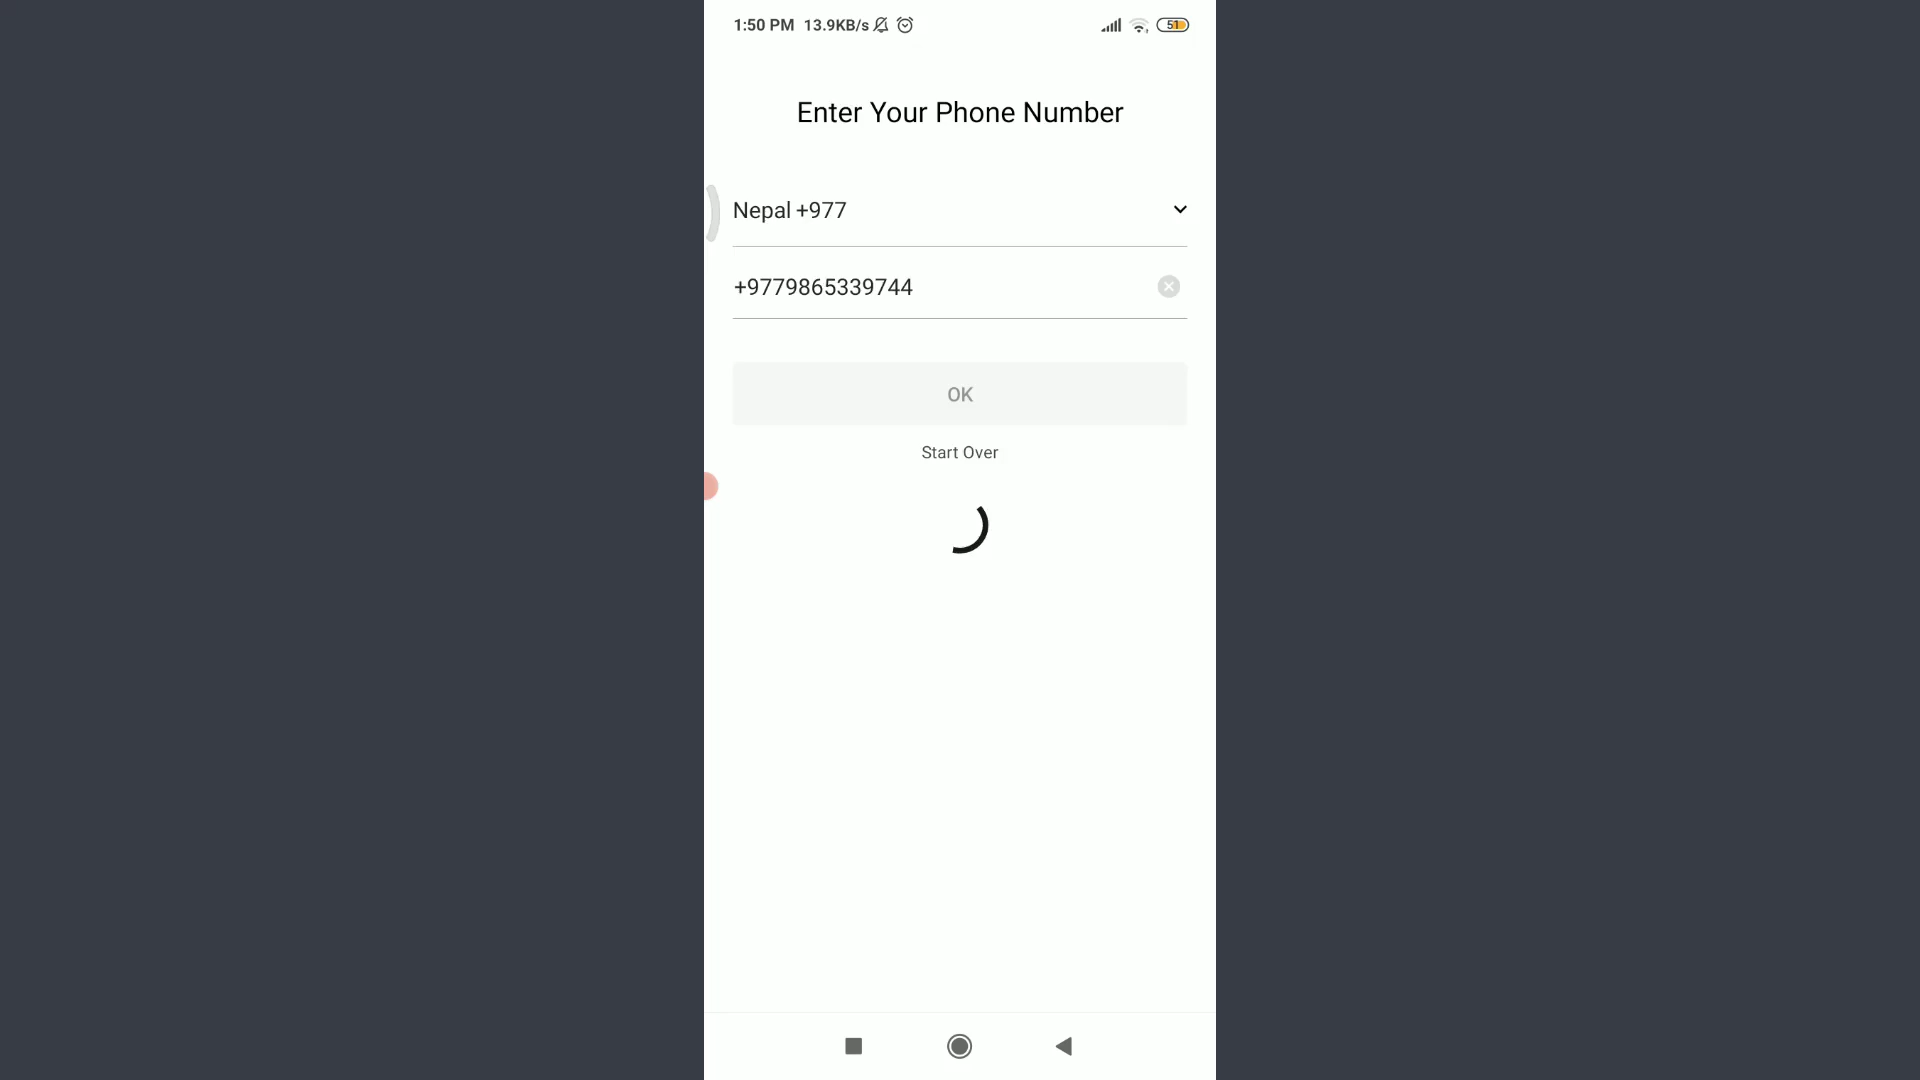 1:50 PM 13.9KB/s 51
Enter Your Phone Number
Nepal +977
+9779865339744
OK
Start Over